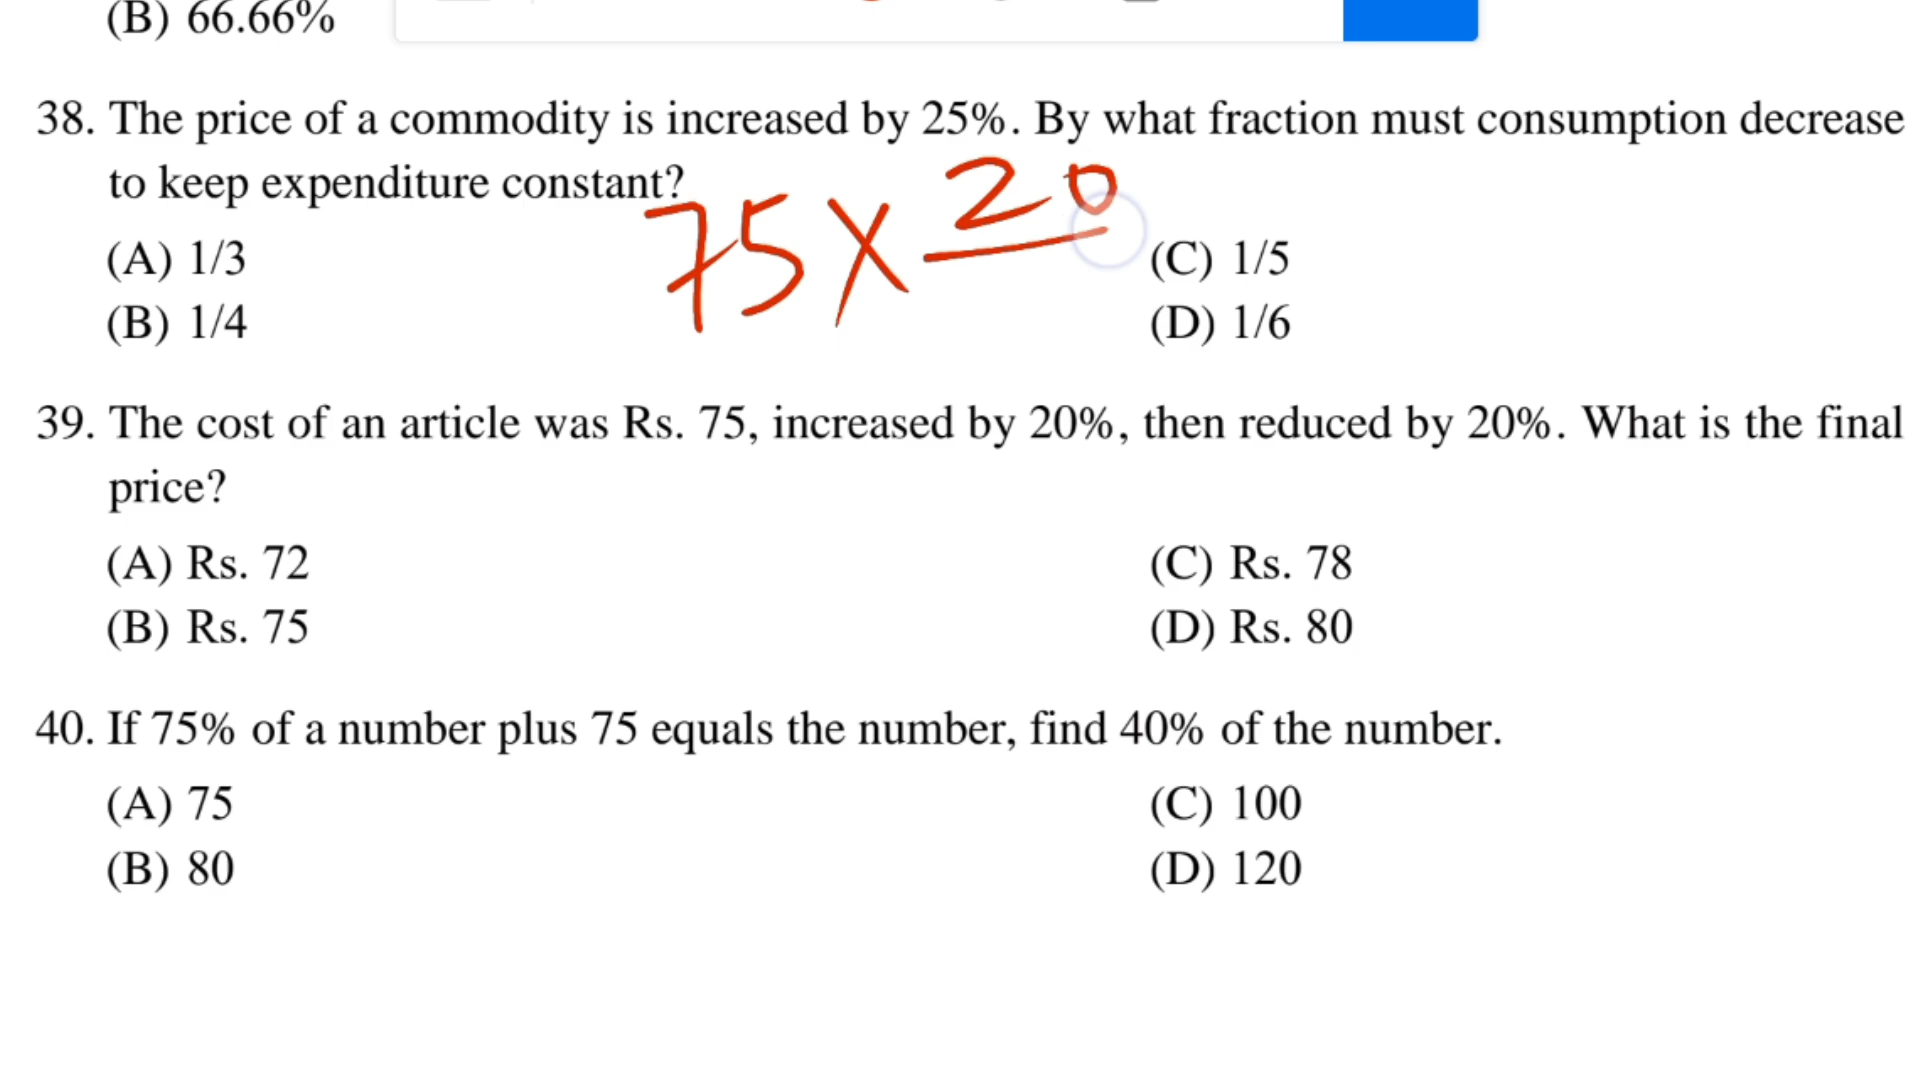 (B) 66.66%
38. The price of a commodity is increased by 25%. By what fraction must consumption decrease
to keep expenditure constant?
75 x 20
(A) 1/3
(C) 1/5
(B) 1/4
(D) 1/6
39. The cost of an article was Rs. 75, increased by 20%, then reduced by 20%. What is the final
price?
(A) Rs. 72
(C) Rs. 78
(B) Rs. 75
(D) Rs. 80
40. If 75% of a number plus 75 equals the number, find 40% of the number.
(A) 75
(C) 100
(B) 80
(D) 120